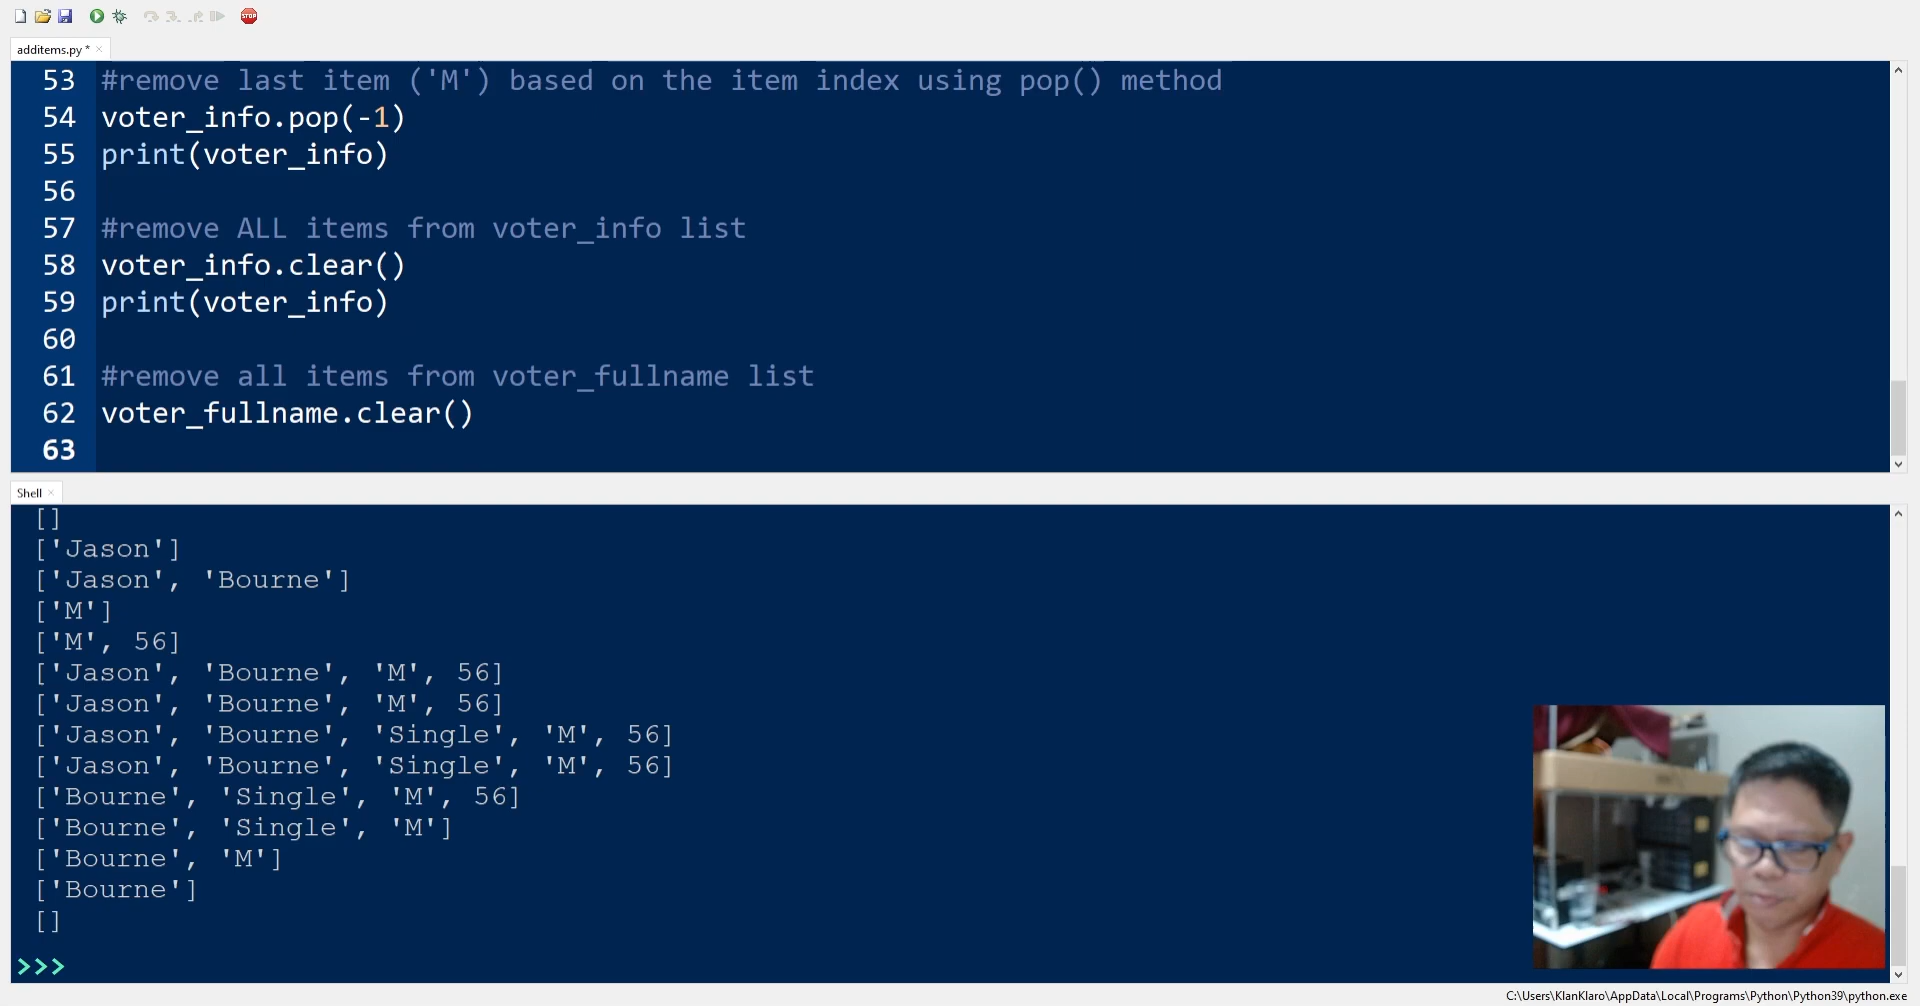 STOP
additems.py * ×
53 #remove last item ('M') based on the item index using pop() method
54 voter_info.pop(-1)
55 print(voter_info)
56
57 #remove ALL items from voter_info list
58 voter_info.clear()
59 print(voter_info)
60
61 #remove all items from voter_fullname list
62 voter_fullname.clear()
63
Shell ×
[]
['Jason']
['Jason', 'Bourne']
['M']
['M', 56]
['Jason', 'Bourne', 'M', 56]
['Jason', 'Bourne', 'M', 56]
['Jason', 'Bourne', 'Single', 'M', 56]
['Jason', 'Bourne', 'Single', 'M', 56]
['Bourne', 'Single', 'M', 56]
['Bourne', 'Single', 'M']
['Bourne', 'M']
['Bourne']
[]
>>>
C:\Users\KlanKlaro\AppData\Local\Programs\Python\Python39\python.exe